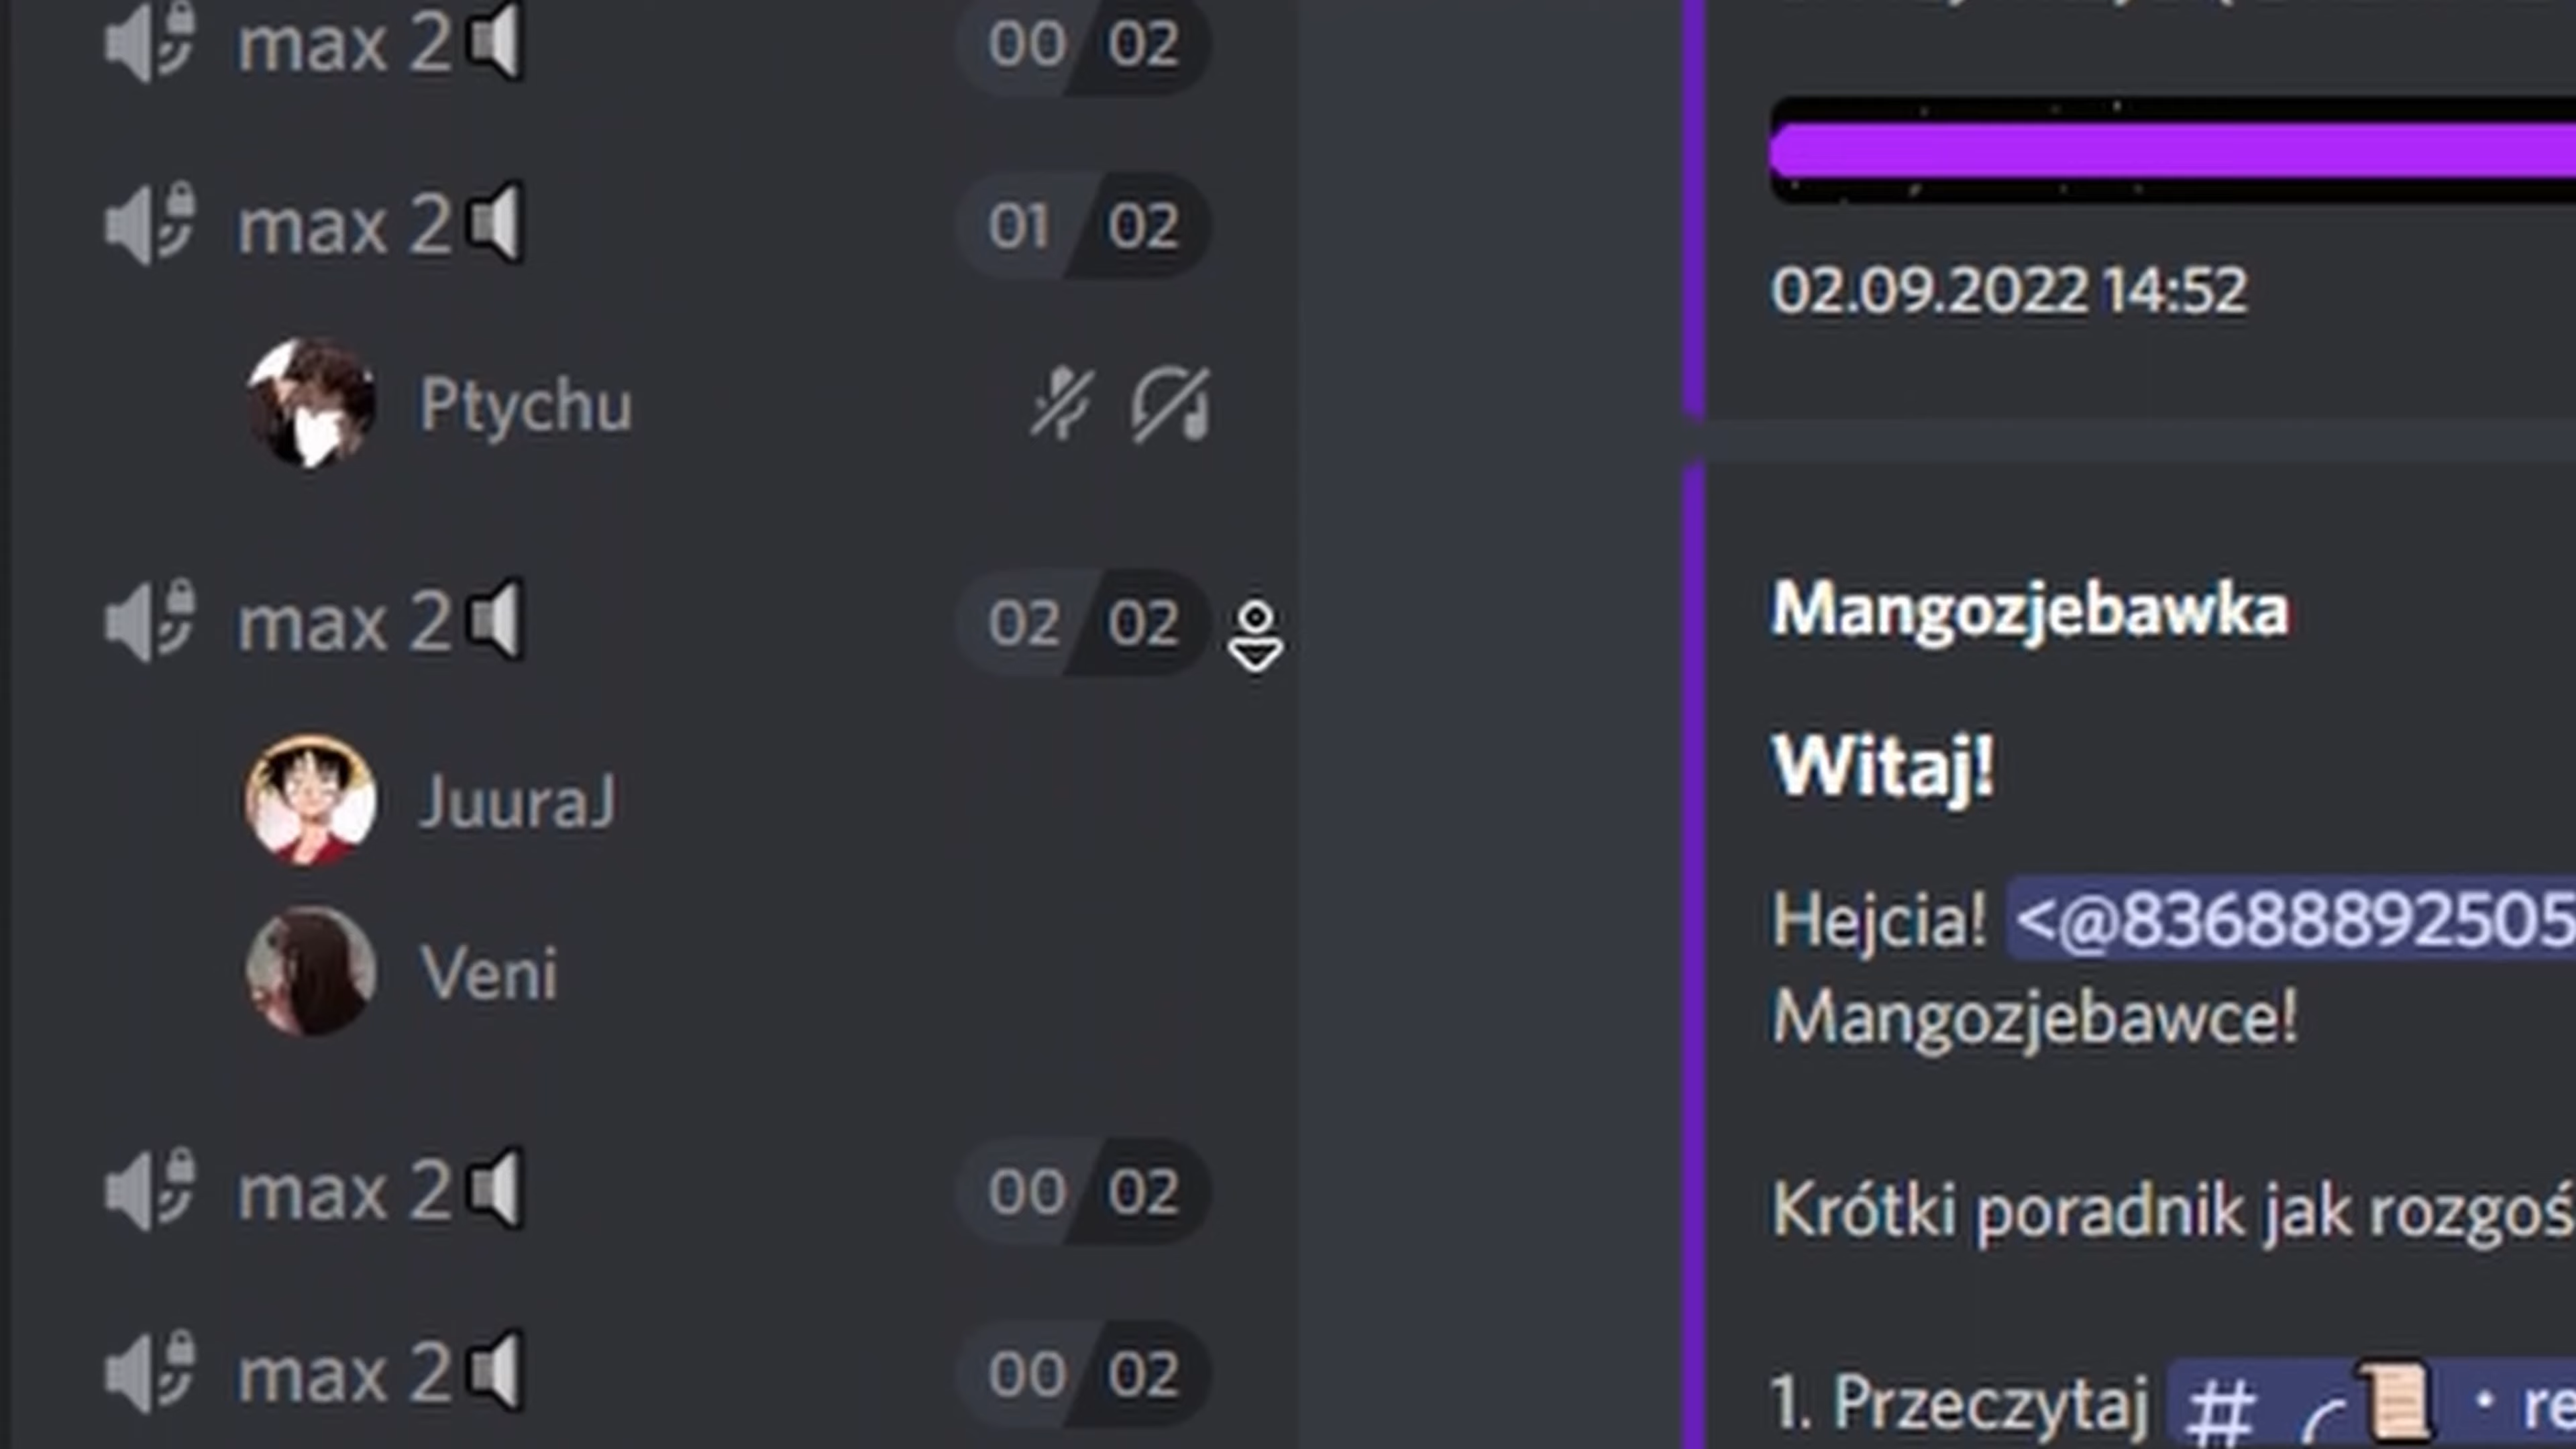 max 2
00 02
max 2
01 02
Ptychu
max 2
02 02
JuuraJ
Veni
max 2
00 02
max 2
00 02
02.09.2022 14:52
Mangozjebawka
Witaj!
Hejcia! <@83688892505
Mangozjebawce!
Krótki poradnik jak rozgoś
1. Przeczytaj # re